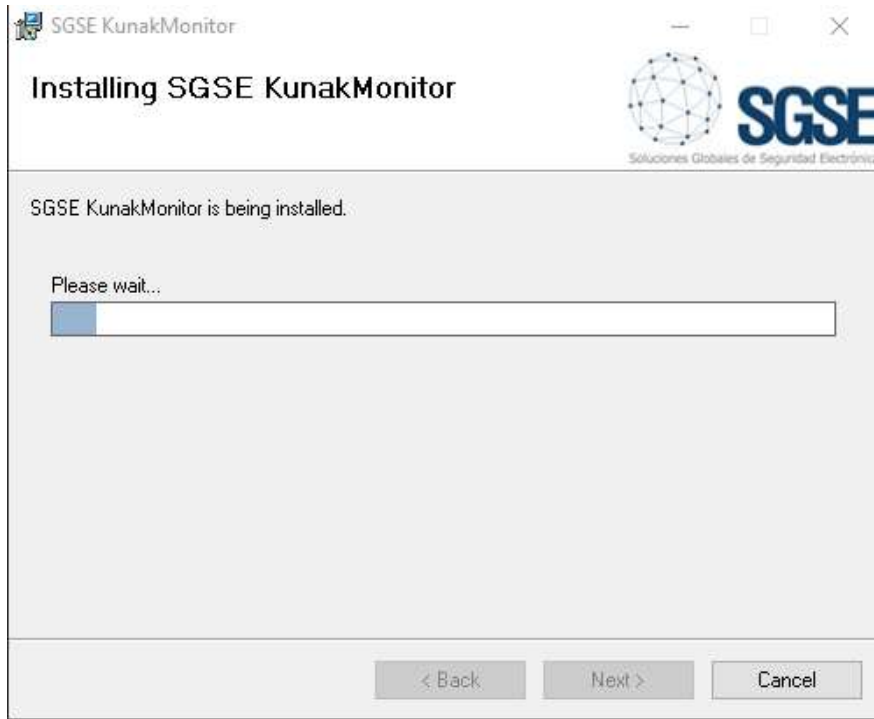 SGSE KunakMonitor
Installing SGSE KunakMonitor
SGSE
Soluciones Globales de Seguridad Electrónica
SGSE KunakMonitor is being installed.
Please wait...
< Back
Next >
Cancel